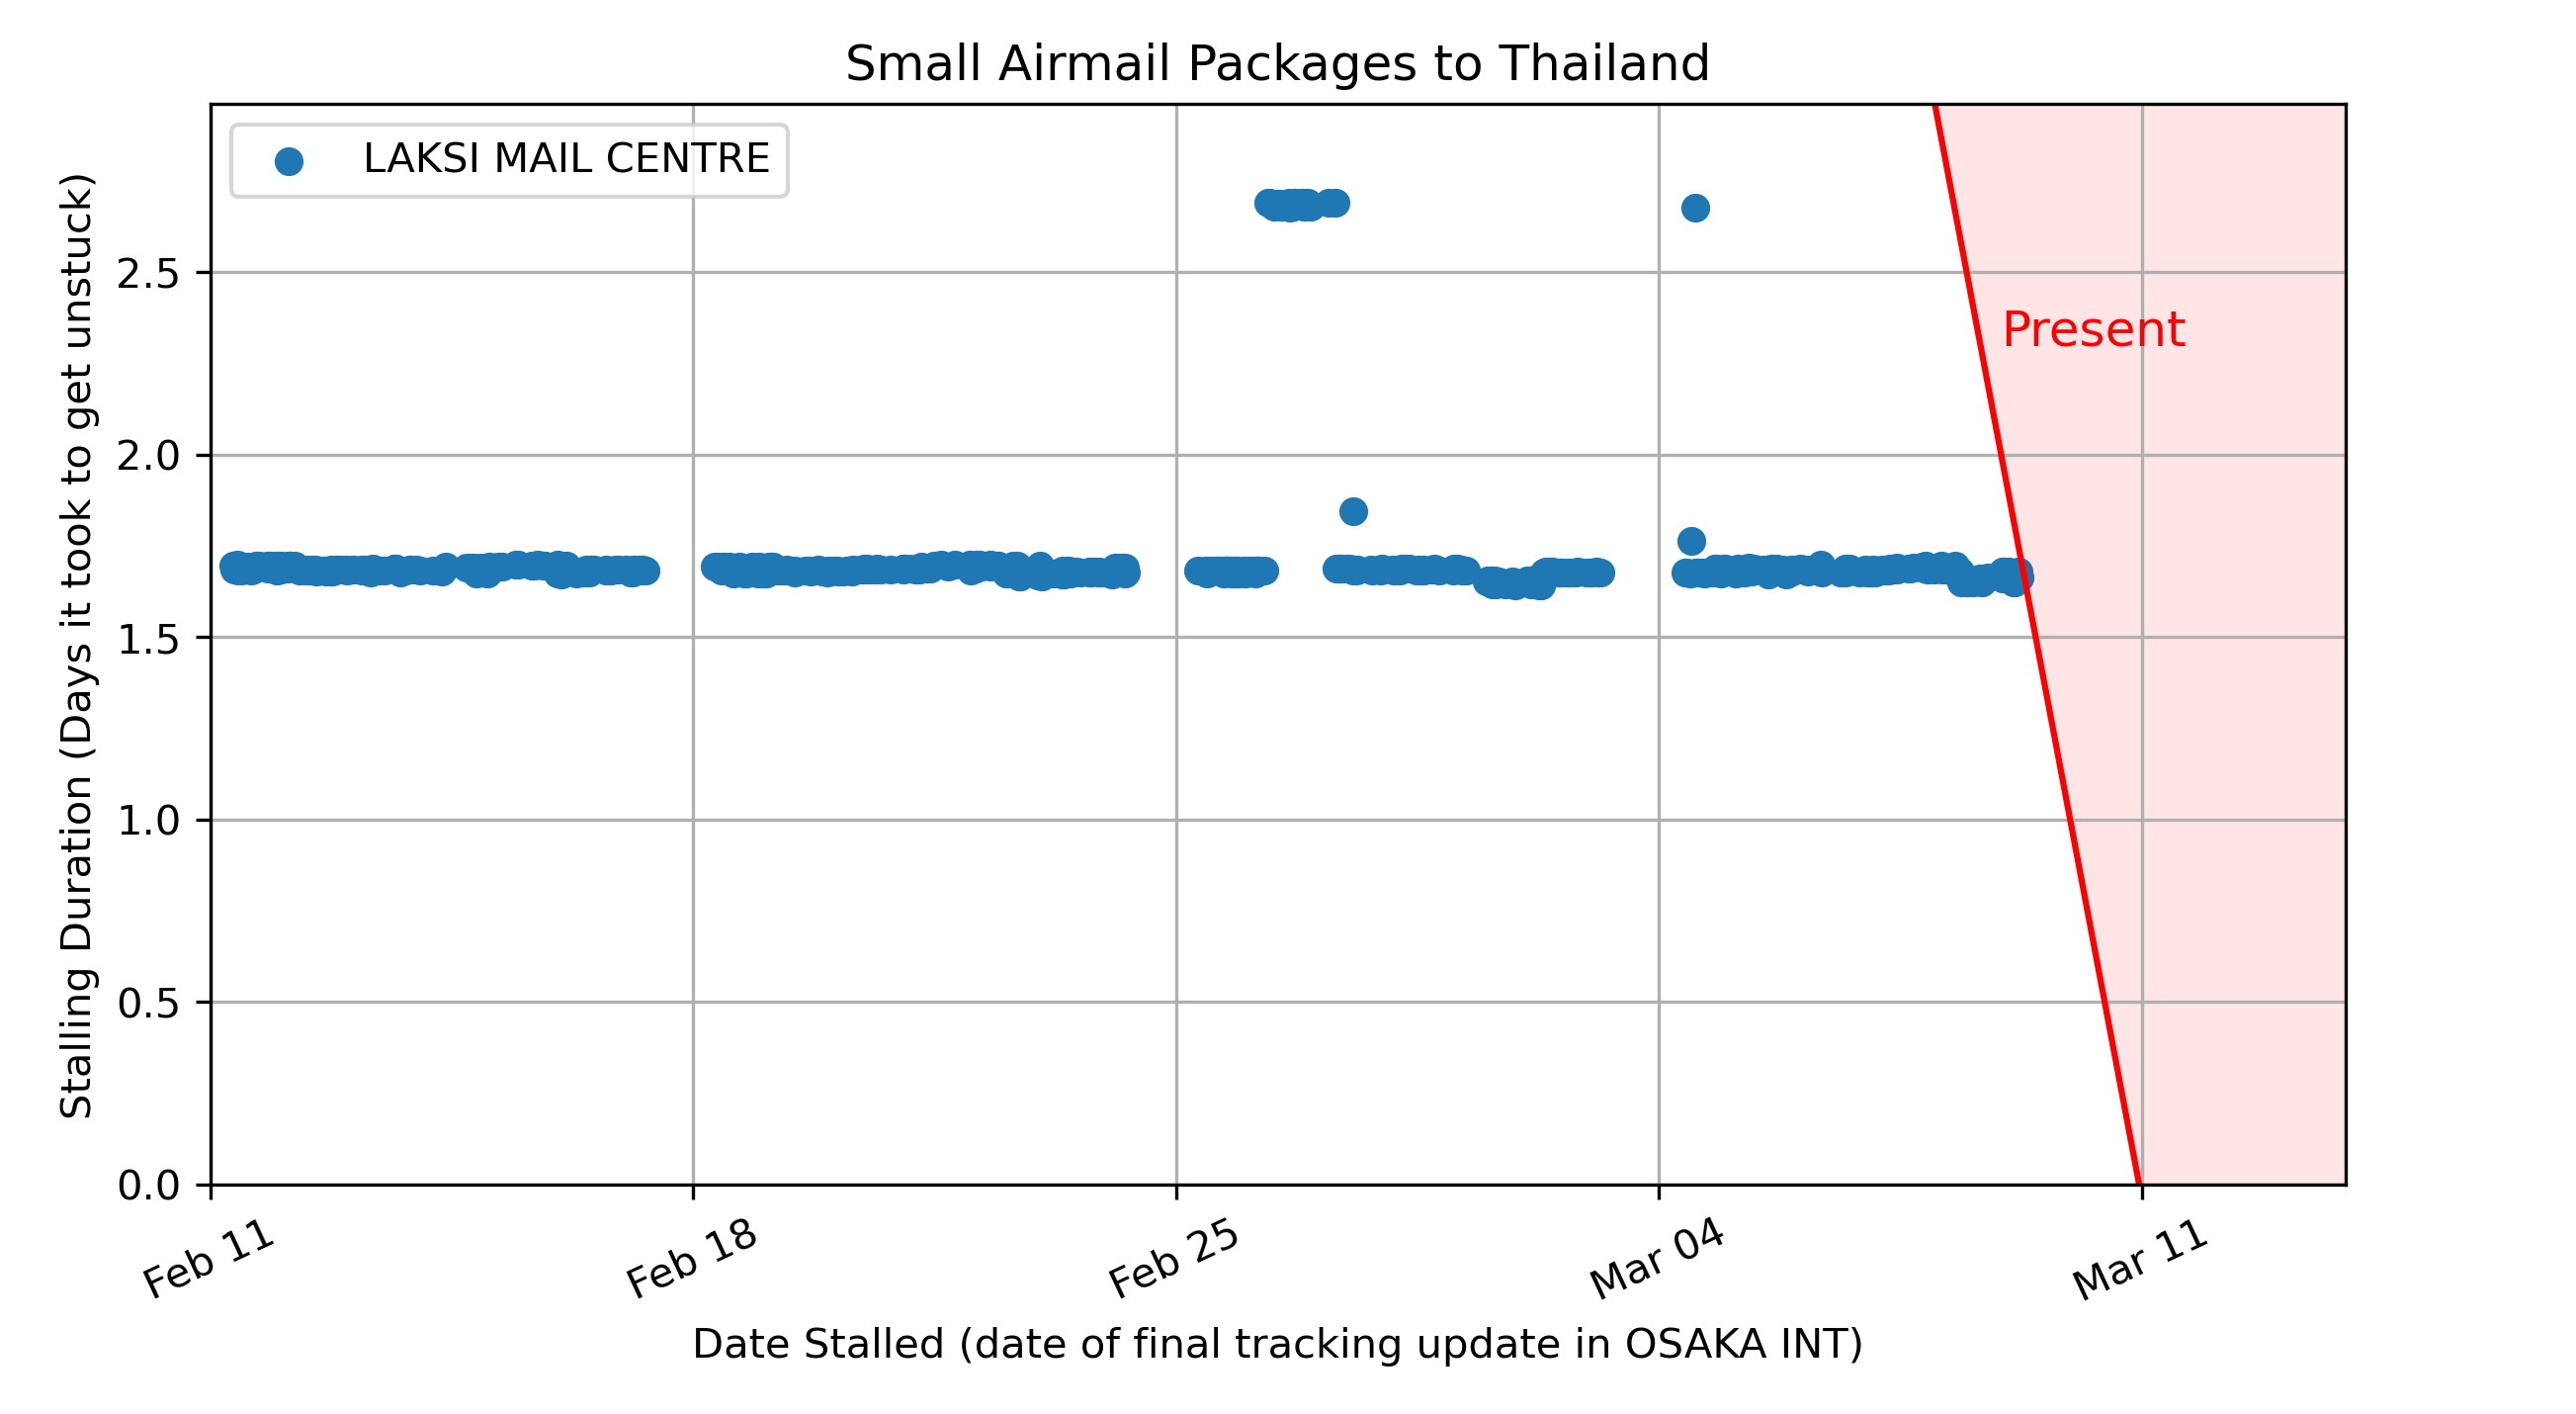 Small Airmail Packages to Thailand
LAKSI MAIL CENTRE
Present
Stalling Duration (Days it took to get unstuck)
2.5
2.0
1.5
1.0
0.5
0.0
Feb 11
Feb 18
Feb 25
Mar 04
Mar 11
Date Stalled (date of final tracking update in OSAKA INT)